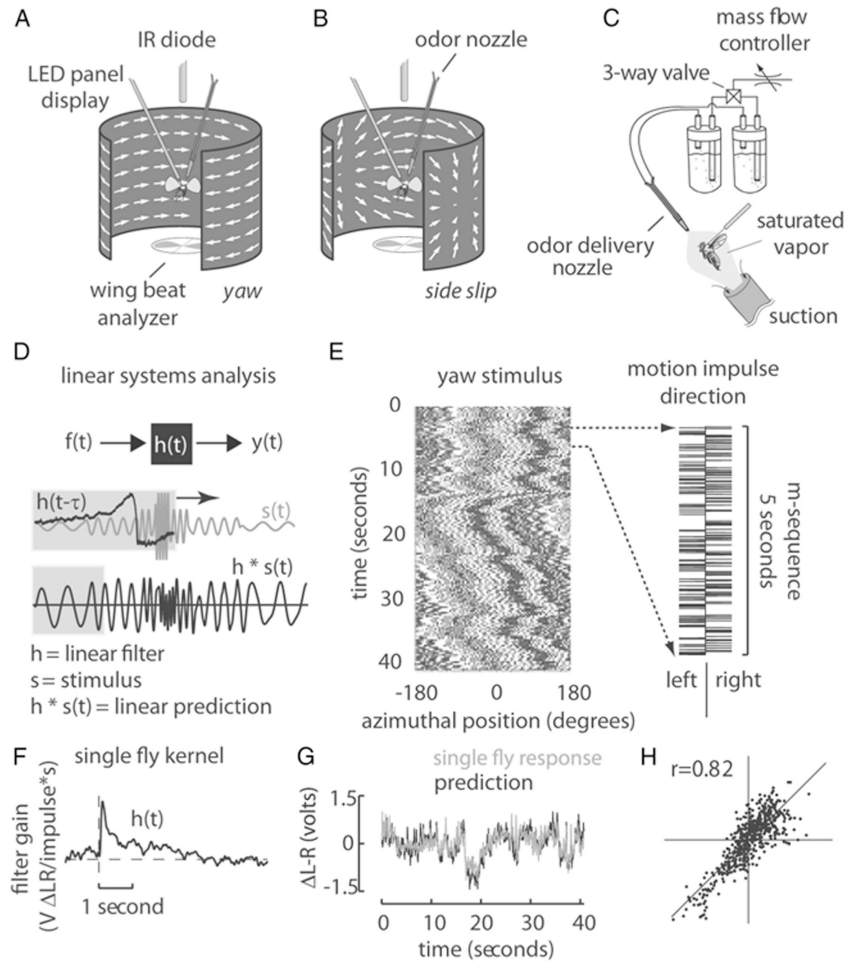 A
IR diode
LED panel
display
wing beat
analyzer
yaw
B
odor nozzle
side slip
C
mass flow
controller
3-way valve
odor delivery
nozzle
saturated
vapor
suction
D
linear systems analysis
f(t)
h(t)
y(t)
h(t-τ)
s(t)
h * s(t)
h = linear filter
s = stimulus
h * s(t) = linear prediction
E
yaw stimulus
time (seconds)
0
10
20
30
40
-180
0
180
azimuthal position (degrees)
motion impulse
direction
m-sequence
5 seconds
left
right
F
single fly kernel
filter gain
(V ΔLR/impulse*s)
h(t)
1 second
G
single fly response
prediction
ΔL-R (volts)
1.5
0
-1.5
0
10
20
30
40
time (seconds)
H
r=0.82